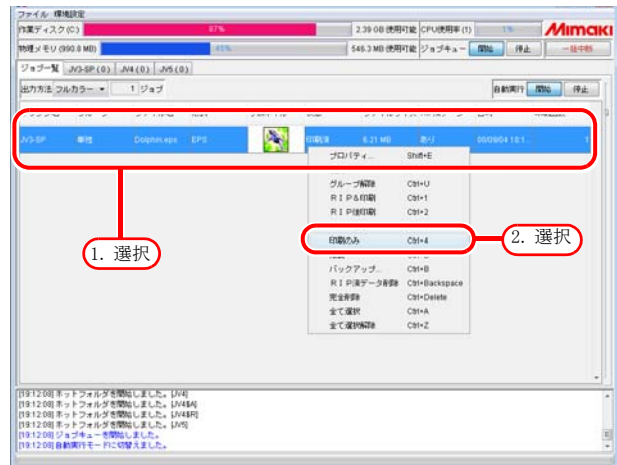 ファイル 環境設定
作業ディスク(C) 87% 2.39 GB 使用可能 CPU使用率 (1) 1% Mimaki
物理メモリ (990.8 MB) 45% 546.3 MB 使用可能 ジョブキュー 開始 停止 一括中断
ジョブ一覧 JV3-SP (0) JV4 (0) JV5 (0)
出力方法 フルカラー 1 ジョブ 自動実行 開始 停止
JV3-SP 単独 Dolphin.eps EPS 印刷済 6.21 MB あり 1
プロパティ... Shift+E
グループ解除 Ctrl+U
RIP&印刷 Ctrl+1
RIP後印刷 Ctrl+2
印刷のみ Ctrl+4
1. 選択
2. 選択
バックアップ... Ctrl+B
RIP済データ削除 Ctrl+Backspace
完全削除 Ctrl+Delete
全て選択 Ctrl+A
全て選択解除 Ctrl+Z
[19:12:08] ホットフォルダを開始しました。[JV4]
[19:12:08] ホットフォルダを開始しました。[JV4$A]
[19:12:08] ホットフォルダを開始しました。[JV4$R]
[19:12:08] ホットフォルダを開始しました。[JV5]
[19:12:08] ジョブキューを開始しました。
[19:12:08] 自動実行モードに切替えました。